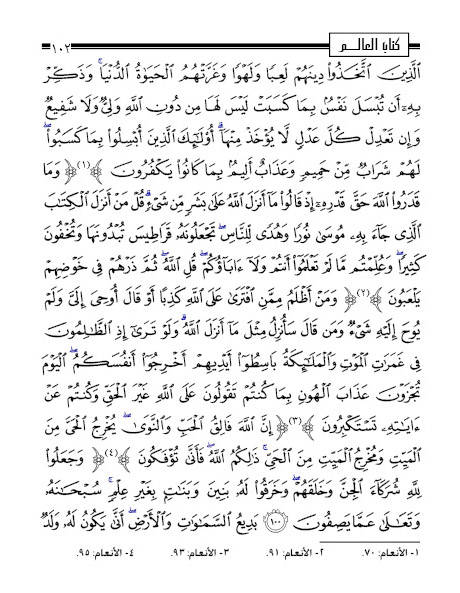 كتاب العالم ١٠٢
ٱلَّذِينَ ٱتَّخَذُواْ دِينَهُمْ لَعِبٗا وَلَهۡوٗا وَغَرَّتۡهُمُ ٱلۡحَيَوٰةُ ٱلدُّنۡيَاۚ وَذَكِّرۡ
بِهِۦٓ أَن تُبۡسَلَ نَفۡسُۢ بِمَا كَسَبَتۡ لَيۡسَ لَهَا مِن دُونِ ٱللَّهِ وَلِيّٞ وَلَا شَفِيعٞ
وَإِن تَعۡدِلۡ كُلَّ عَدۡلٖ لَّا يُؤۡخَذۡ مِنۡهَآۗ أُوْلَٰٓئِكَ ٱلَّذِينَ أُبۡسِلُواْ بِمَا كَسَبُواْۖ
لَهُمۡ شَرَابٞ مِّنۡ حَمِيمٖ وَعَذَابٌ أَلِيمُۢ بِمَا كَانُواْ يَكۡفُرُونَ ﴿(١)﴾ وَمَا
قَدَرُواْ ٱللَّهَ حَقَّ قَدۡرِهِۦٓ إِذۡ قَالُواْ مَآ أَنزَلَ ٱللَّهُ عَلَىٰ بَشَرٖ مِّن شَيۡءٖۗ قُلۡ مَنۡ أَنزَلَ ٱلۡكِتَٰبَ
ٱلَّذِي جَآءَ بِهِۦ مُوسَىٰ نُورٗا وَهُدٗى لِّلنَّاسِۖ تَجۡعَلُونَهُۥ قَرَاطِيسَ تُبۡدُونَهَا وَتُخۡفُونَ
كَثِيرٗاۖ وَعُلِّمۡتُم مَّا لَمۡ تَعۡلَمُوٓاْ أَنتُمۡ وَلَآ ءَابَآؤُكُمۡۖ قُلِ ٱللَّهُۖ ثُمَّ ذَرۡهُمۡ فِي خَوۡضِهِمۡ
يَلۡعَبُونَ ﴿(٢)﴾ وَمَنۡ أَظۡلَمُ مِمَّنِ ٱفۡتَرَىٰ عَلَى ٱللَّهِ كَذِبًا أَوۡ قَالَ أُوحِيَ إِلَيَّ وَلَمۡ
يُوحَ إِلَيۡهِ شَيۡءٞ وَمَن قَالَ سَأُنزِلُ مِثۡلَ مَآ أَنزَلَ ٱللَّهُۗ وَلَوۡ تَرَىٰٓ إِذِ ٱلظَّٰلِمُونَ
فِي غَمَرَٰتِ ٱلۡمَوۡتِ وَٱلۡمَلَٰٓئِكَةُ بَاسِطُوٓاْ أَيۡدِيهِمۡ أَخۡرِجُوٓاْ أَنفُسَكُمُۖ ٱلۡيَوۡمَ
تُجۡزَوۡنَ عَذَابَ ٱلۡهُونِ بِمَا كُنتُمۡ تَقُولُونَ عَلَى ٱللَّهِ غَيۡرَ ٱلۡحَقِّ وَكُنتُمۡ عَنۡ
ءَايَٰتِهِۦ تَسۡتَكۡبِرُونَ ﴿(٣)﴾ إِنَّ ٱللَّهَ فَالِقُ ٱلۡحَبِّ وَٱلنَّوَىٰۖ يُخۡرِجُ ٱلۡحَيَّ مِنَ
ٱلۡمَيِّتِ وَمُخۡرِجُ ٱلۡمَيِّتِ مِنَ ٱلۡحَيِّۚ ذَٰلِكُمُ ٱللَّهُۖ فَأَنَّىٰ تُؤۡفَكُونَ ﴿(٤)﴾ وَجَعَلُواْ
لِلَّهِ شُرَكَآءَ ٱلۡجِنَّ وَخَلَقَهُمۡۖ وَخَرَقُواْ لَهُۥ بَنِينَ وَبَنَٰتِۭ بِغَيۡرِ عِلۡمٖۚ سُبۡحَٰنَهُۥ
وَتَعَٰلَىٰ عَمَّا يَصِفُونَ ١٠٠ بَدِيعُ ٱلسَّمَٰوَٰتِ وَٱلۡأَرۡضِۖ أَنَّىٰ يَكُونُ لَهُۥ وَلَدٞ
١- الأنعام: ٧٠. ٢- الأنعام: ٩١. ٣- الأنعام: ٩٣. ٤- الأنعام: ٩٥.